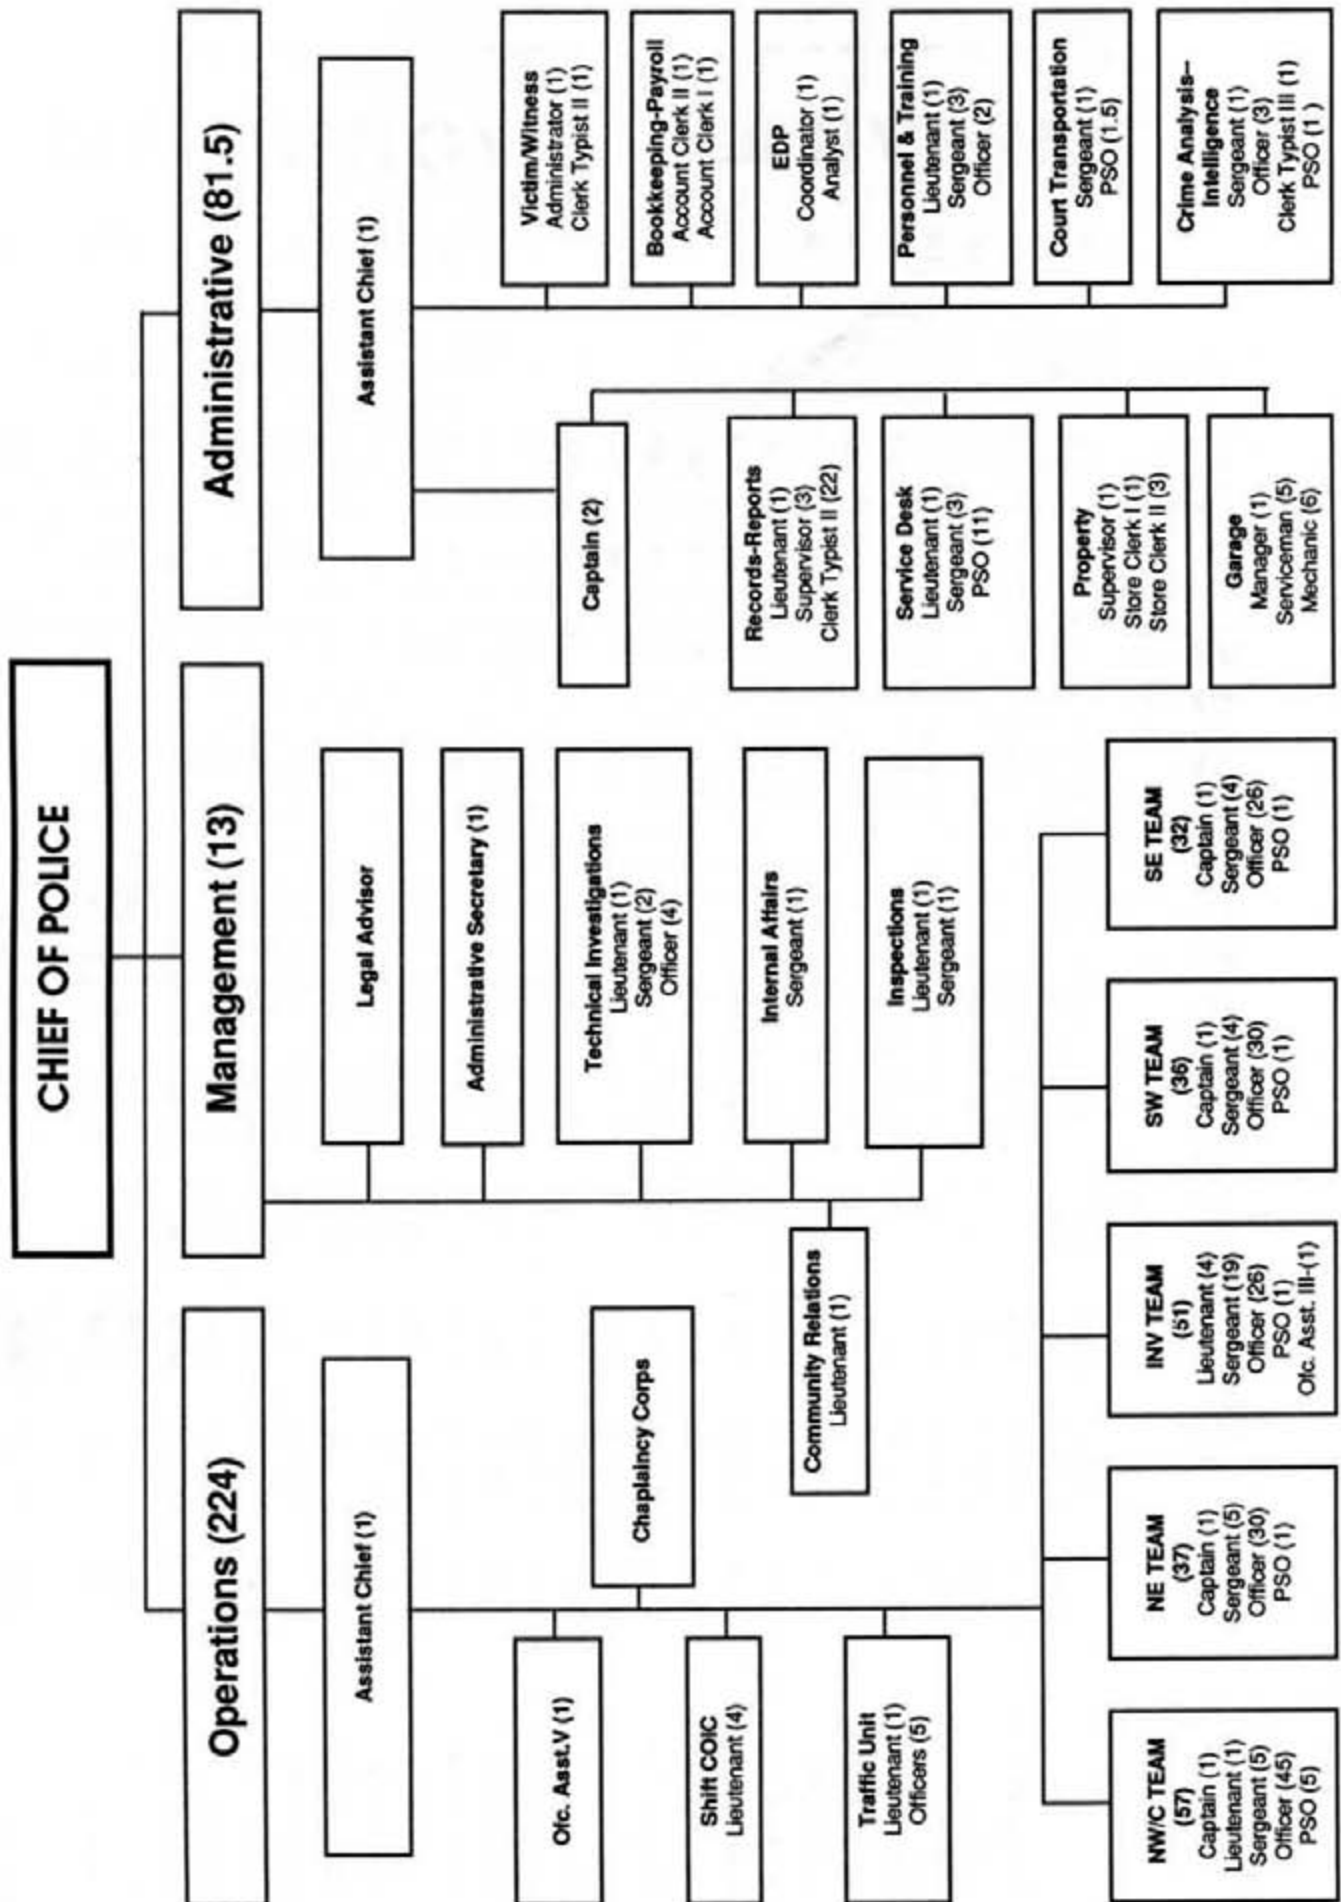 CHIEF OF POLICE
Operations (224)
Management (13)
Administrative (81.5)
Assistant Chief (1)
Ofc. Asst.V (1)
Chaplaincy Corps
Shift COIC
Lieutenant (4)
Traffic Unit
Lieutenant (1)
Officers (5)
NW/C TEAM
(57)
Captain (1)
Lieutenant (1)
Sergeant (5)
Officer (45)
PSO (5)
NE TEAM
(37)
Captain (1)
Sergeant (5)
Officer (30)
PSO (1)
INV TEAM
(51)
Lieutenant (4)
Sergeant (19)
Officer (26)
PSO (1)
Ofc. Asst. III-(1)
SW TEAM
(36)
Captain (1)
Sergeant (4)
Officer (30)
PSO (1)
SE TEAM
(32)
Captain (1)
Sergeant (4)
Officer (26)
PSO (1)
Legal Advisor
Administrative Secretary (1)
Technical Investigations
Lieutenant (1)
Sergeant (2)
Officer (4)
Internal Affairs
Sergeant (1)
Community Relations
Lieutenant (1)
Inspections
Lieutenant (1)
Sergeant (1)
Assistant Chief (1)
Captain (2)
Records-Reports
Lieutenant (1)
Supervisor (3)
Clerk Typist II (22)
Service Desk
Lieutenant (1)
Sergeant (3)
PSO (11)
Property
Supervisor (1)
Store Clerk I (1)
Store Clerk II (3)
Garage
Manager (1)
Serviceman (5)
Mechanic (6)
Victim/Witness
Administrator (1)
Clerk Typist II (1)
Bookkeeping-Payroll
Account Clerk II (1)
Account Clerk I (1)
EDP
Coordinator (1)
Analyst (1)
Personnel & Training
Lieutenant (1)
Sergeant (3)
Officer (2)
Court Transportation
Sergeant (1)
PSO (1.5)
Crime Analysis–
Intelligence
Sergeant (1)
Officer (3)
Clerk Typist III (1)
PSO (1 )